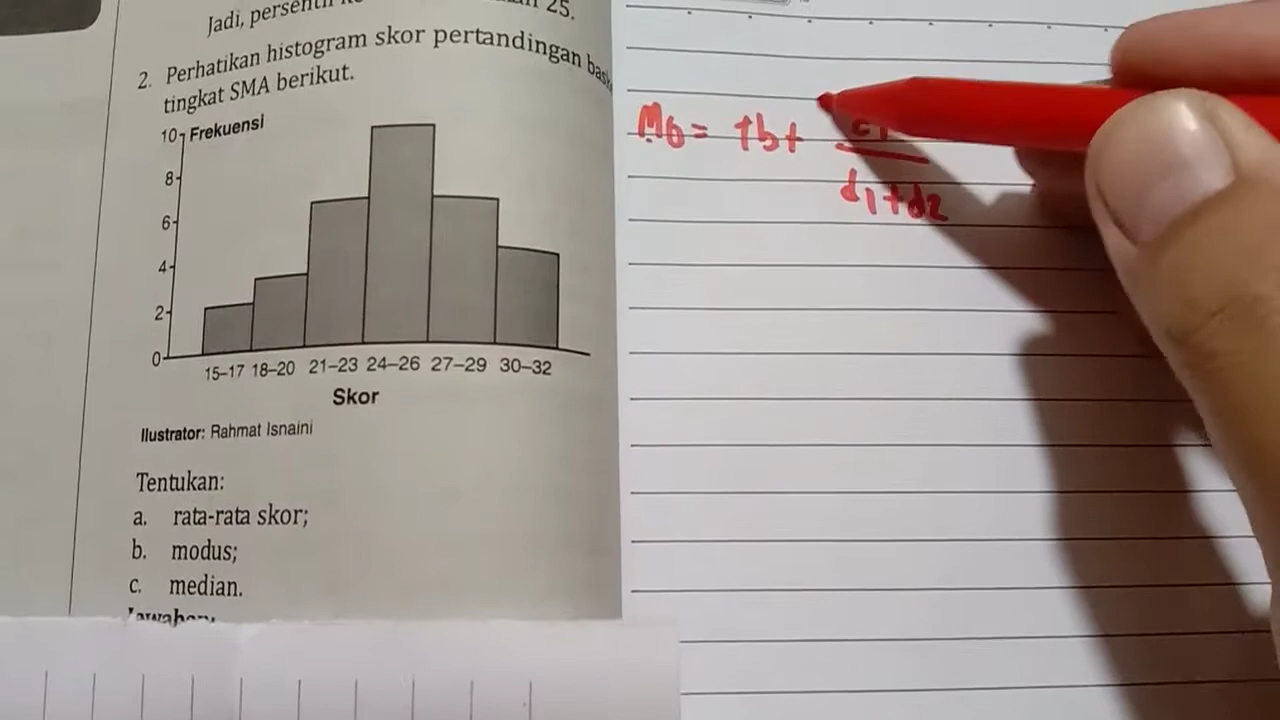 Jadi, persentil 25.
2. Perhatikan histogram skor pertandingan
tingkat SMA berikut.
Frekuensi
10
8
6
4
2
0
15–17 18–20 21–23 24–26 27–29 30–32
Skor
Ilustrator: Rahmat Isnaini
Tentukan:
a. rata-rata skor;
b. modus;
c. median.
Mo = tb +
d1+d2